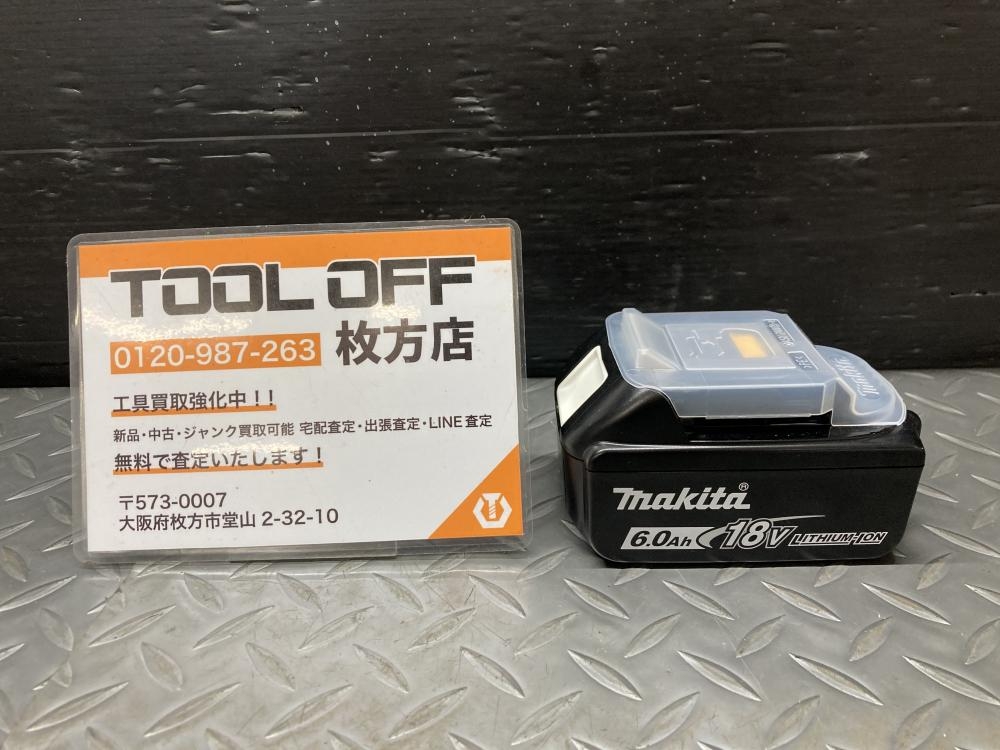 TOOL OFF
0120-987-263 枚方店
工具買取強化中！！
新品・中古・ジャンク買取可能 宅配査定・出張査定・LINE査定
無料で査定いたします！
〒573-0007
大阪府枚方市堂山 2-32-10
makita®
6.0Ah 18V LITHIUM-ION